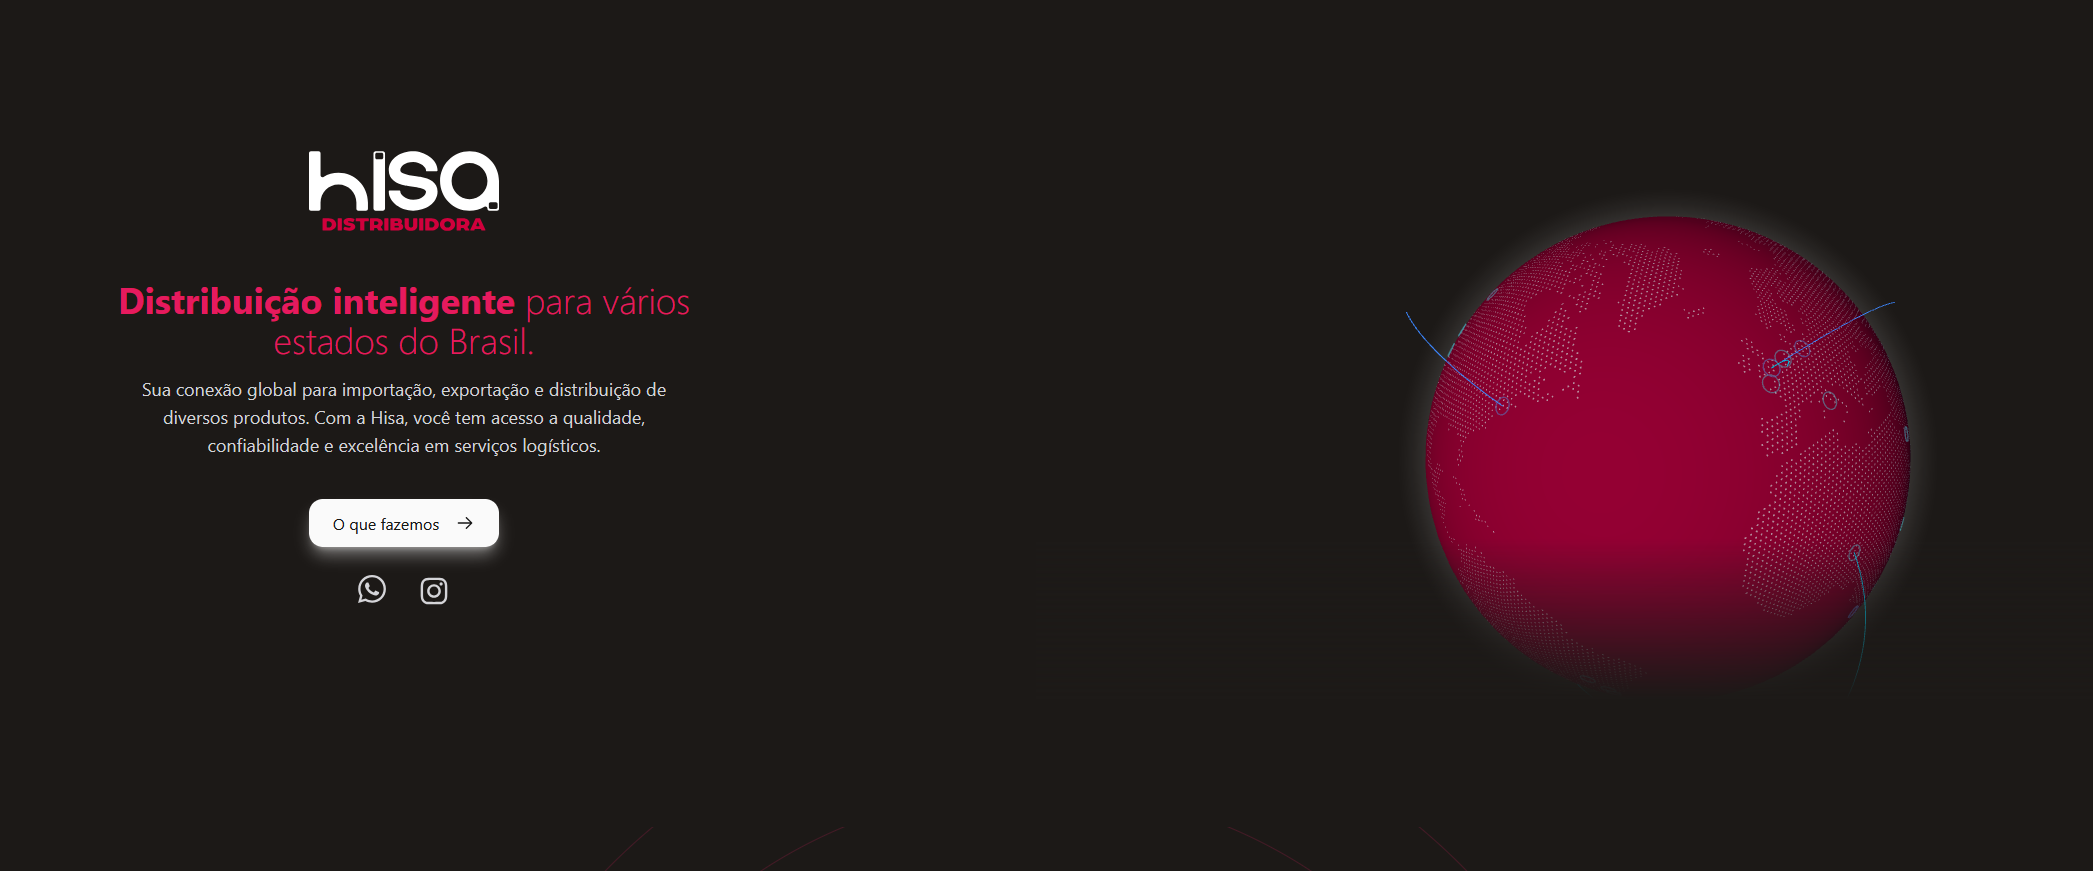 hisa
DISTRIBUIDORA
Distribuição inteligente para vários
estados do Brasil.
Sua conexão global para importação, exportação e distribuição de
diversos produtos. Com a Hisa, você tem acesso a qualidade,
confiabilidade e excelência em serviços logísticos.
O que fazemos